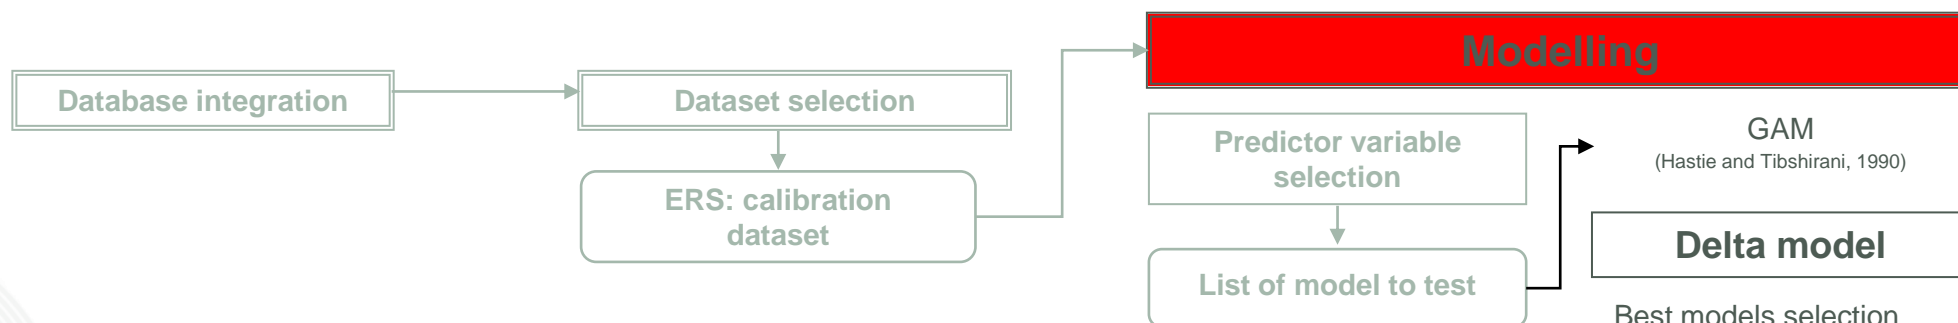 Modelling
Database integration
Dataset selection
Predictor variable
selection
GAM
(Hastie and Tibshirani, 1990)
ERS: calibration
dataset
Delta model
List of model to test
Best models selection